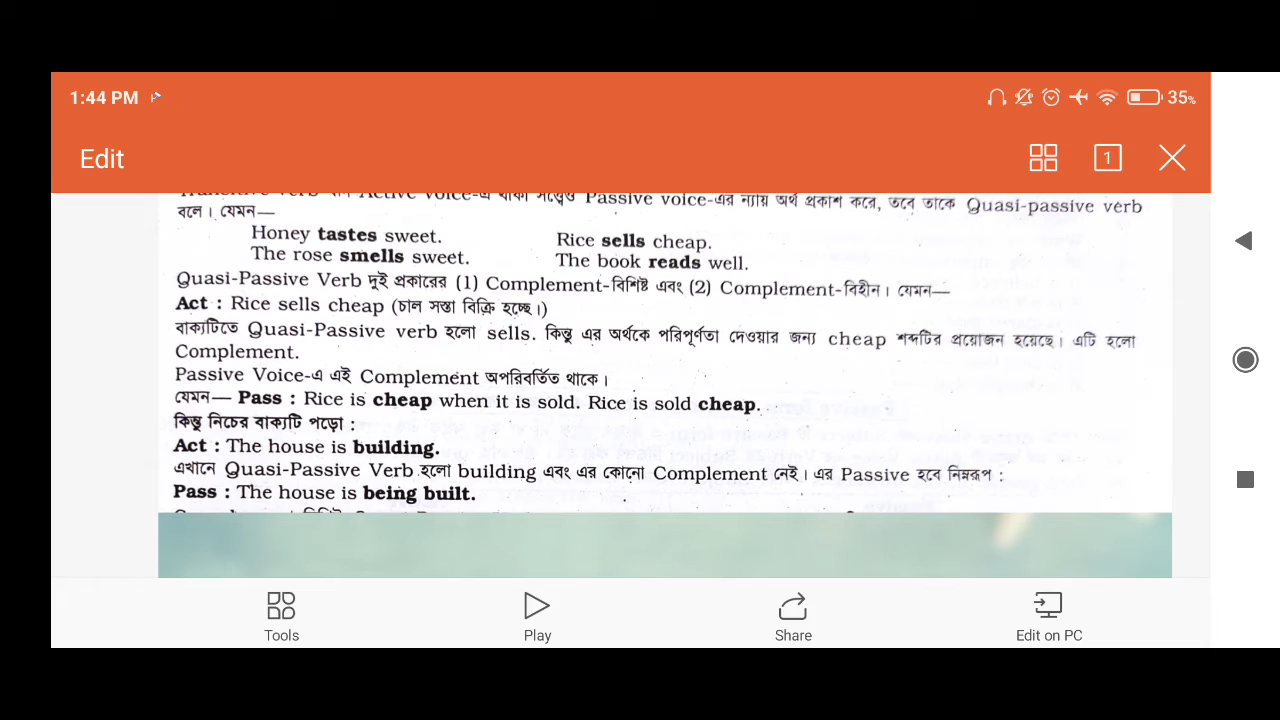 1:44 PM
35%
Edit
1
Transitive verb Active voice-এ থাকা সত্ত্বেও Passive voice-এর ন্যায় অর্থ প্রকাশ করে, তবে তাকে Quasi-passive verb
বলে। যেমন—
Honey tastes sweet. Rice sells cheap.
The rose smells sweet. The book reads well.
Quasi-Passive Verb দুই প্রকারের (1) Complement-বিশিষ্ট এবং (2) Complement-বিহীন। যেমন—
Act : Rice sells cheap (চাল সস্তা বিক্রি হচ্ছে।)
বাক্যটিতে Quasi-Passive verb হলো sells. কিন্তু এর অর্থকে পরিপূর্ণতা দেওয়ার জন্য cheap শব্দটির প্রয়োজন হয়েছে। এটি হলো
Complement.
Passive Voice-এ এই Complement অপরিবর্তিত থাকে।
যেমন— Pass : Rice is cheap when it is sold. Rice is sold cheap.
কিন্তু নিচের বাক্যটি পড়ো :
Act : The house is building.
এখানে Quasi-Passive Verb হলো building এবং এর কোনো Complement নেই। এর Passive হবে নিম্নরূপ :
Pass : The house is being built.
Tools
Play
Share
Edit on PC